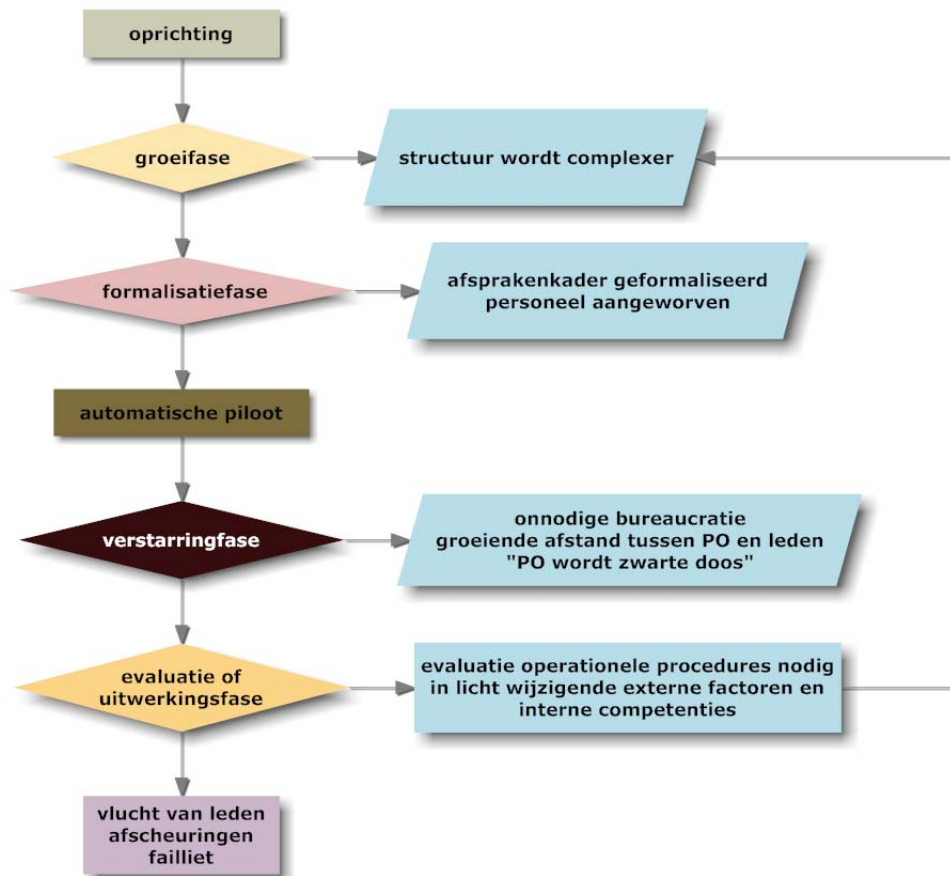 oprichting
groeifase
structuur wordt complexer
formalisatiefase
afsprakenkader geformaliseerd
personeel aangeworven
automatische piloot
verstarringfase
onnodige bureaucratie
groeiende afstand tussen PO en leden
"PO wordt zwarte doos"
evaluatie of
uitwerkingsfase
evaluatie operationele procedures nodig
in licht wijzigende externe factoren en
interne competenties
vlucht van leden
afscheuringen
failliet